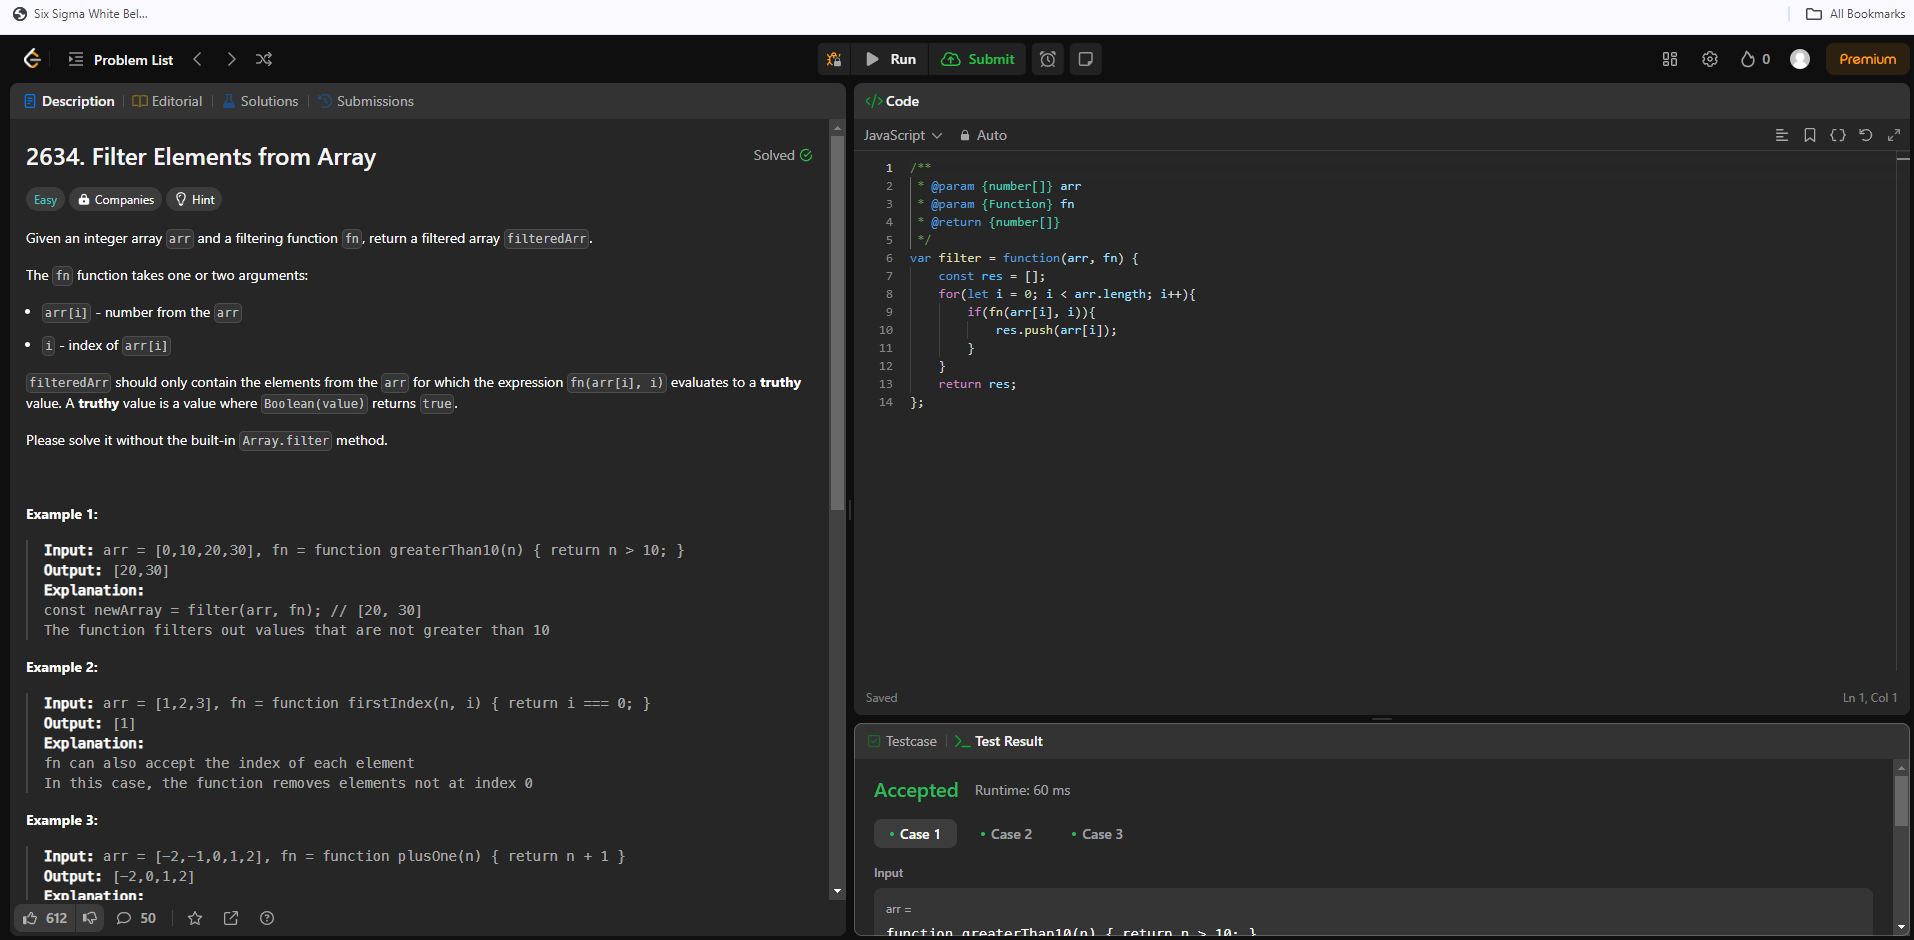 Six Sigma White Bel...
All Bookmarks
Problem List
Run
Submit
0
Premium
Description
Editorial
Solutions
Submissions
2634. Filter Elements from Array
Solved
Easy
Companies
Hint
Given an integer array arr and a filtering function fn, return a filtered array filteredArr.
The fn function takes one or two arguments:
• arr[i] - number from the arr
• i - index of arr[i]
filteredArr should only contain the elements from the arr for which the expression fn(arr[i], i) evaluates to a truthy
value. A truthy value is a value where Boolean(value) returns true.
Please solve it without the built-in Array.filter method.
Example 1:
Input: arr = [0,10,20,30], fn = function greaterThan10(n) { return n > 10; }
Output: [20,30]
Explanation:
const newArray = filter(arr, fn); // [20, 30]
The function filters out values that are not greater than 10
Example 2:
Input: arr = [1,2,3], fn = function firstIndex(n, i) { return i === 0; }
Output: [1]
Explanation:
fn can also accept the index of each element
In this case, the function removes elements not at index 0
Example 3:
Input: arr = [-2,-1,0,1,2], fn = function plusOne(n) { return n + 1 }
Output: [-2,0,1,2]
Explanation:
612
50
</> Code
JavaScript
Auto
1 /**
2 * @param {number[]} arr
3 * @param {Function} fn
4 * @return {number[]}
5 */
6 var filter = function(arr, fn) {
7 const res = [];
8 for(let i = 0; i < arr.length; i++){
9 if(fn(arr[i], i)){
10 res.push(arr[i]);
11 }
12 }
13 return res;
14 };
Saved
Ln 1, Col 1
Testcase
Test Result
Accepted
Runtime: 60 ms
• Case 1
• Case 2
• Case 3
Input
arr =
function greaterThan10(n) { return n > 10; }